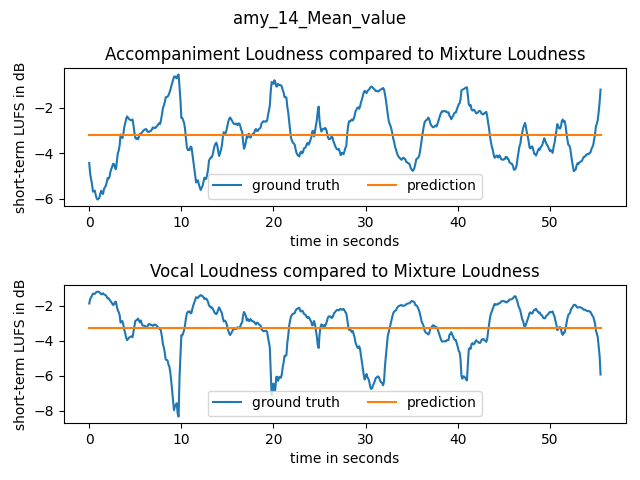 amy_14_Mean_value
Accompaniment Loudness compared to Mixture Loudness
short-term LUFS in dB
−2
−4
−6
ground truth prediction
0 10 20 30 40 50
time in seconds
Vocal Loudness compared to Mixture Loudness
short-term LUFS in dB
−2
−4
−6
−8
ground truth prediction
0 10 20 30 40 50
time in seconds